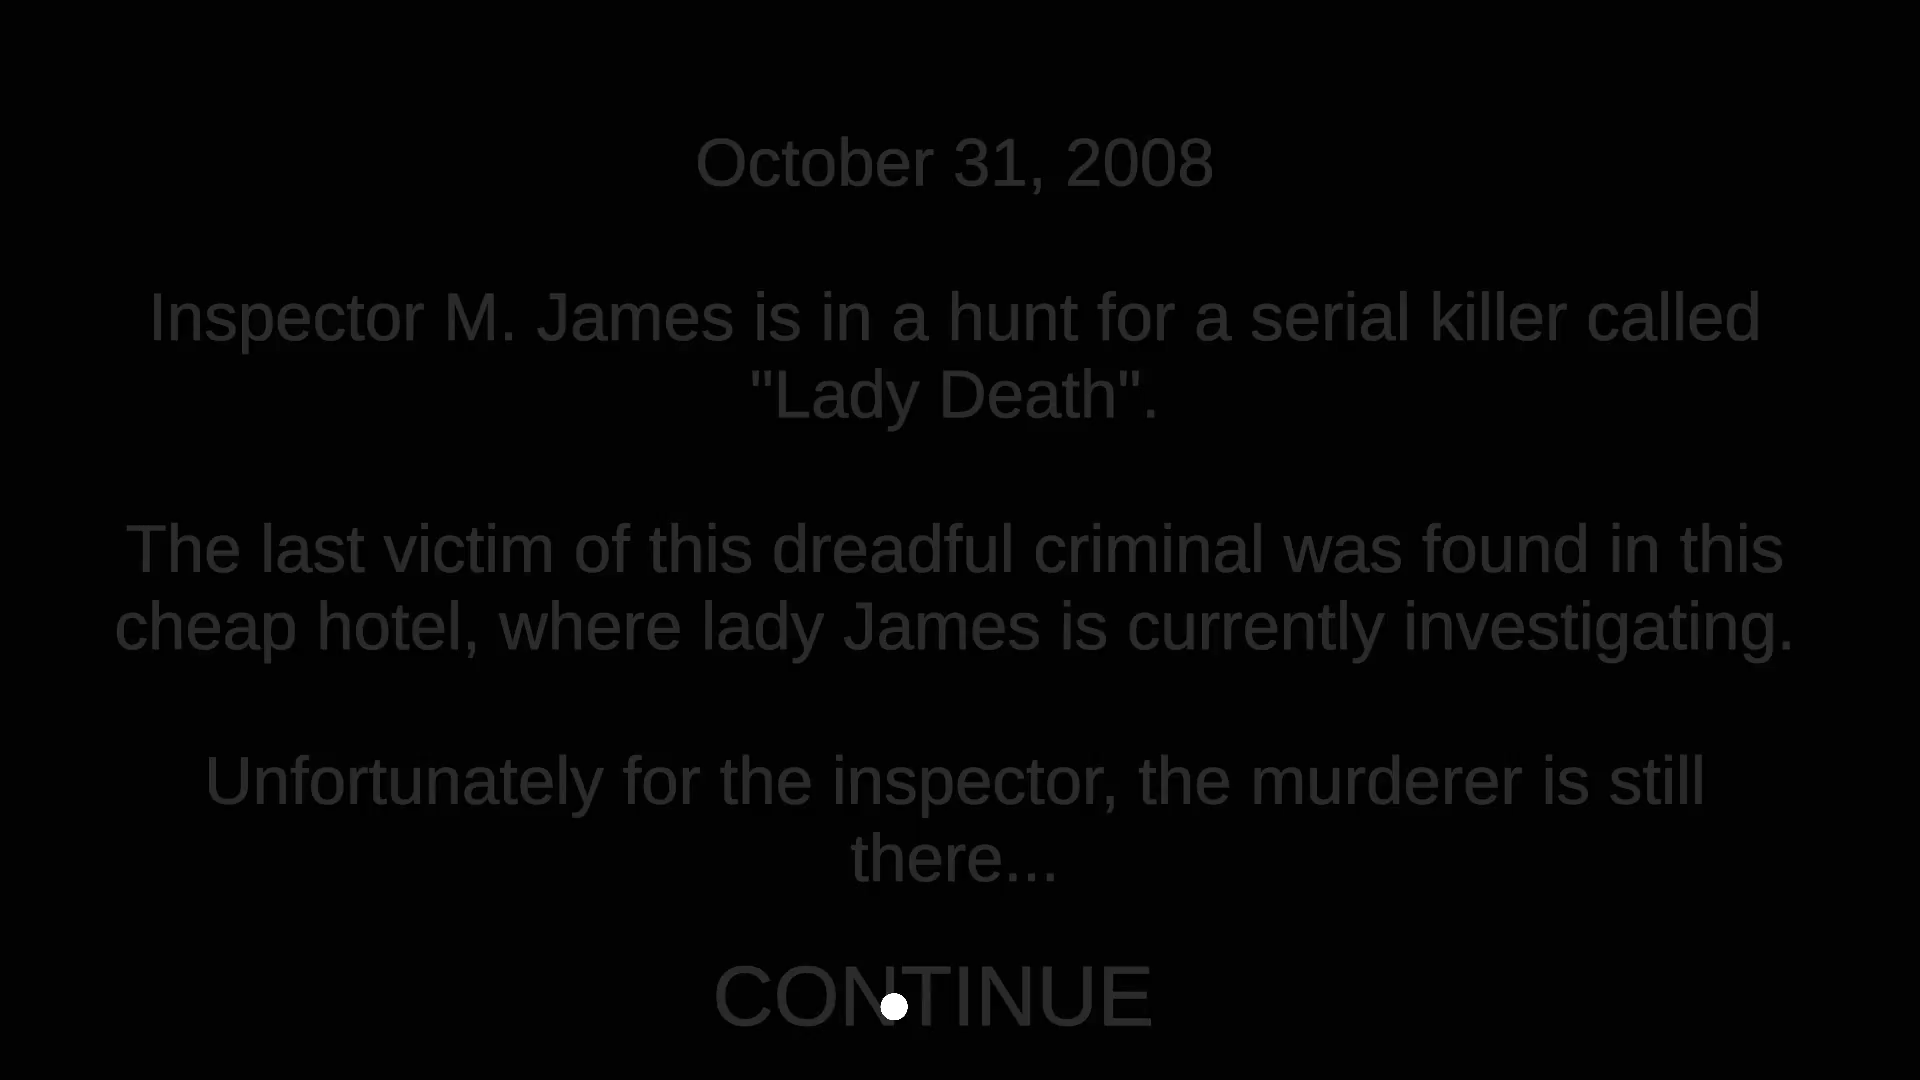 October 31, 2008
Inspector M. James is in a hunt for a serial killer called
"Lady Death".
The last victim of this dreadful criminal was found in this
cheap hotel, where lady James is currently investigating.
Unfortunately for the inspector, the murderer is still
there...
CONTINUE